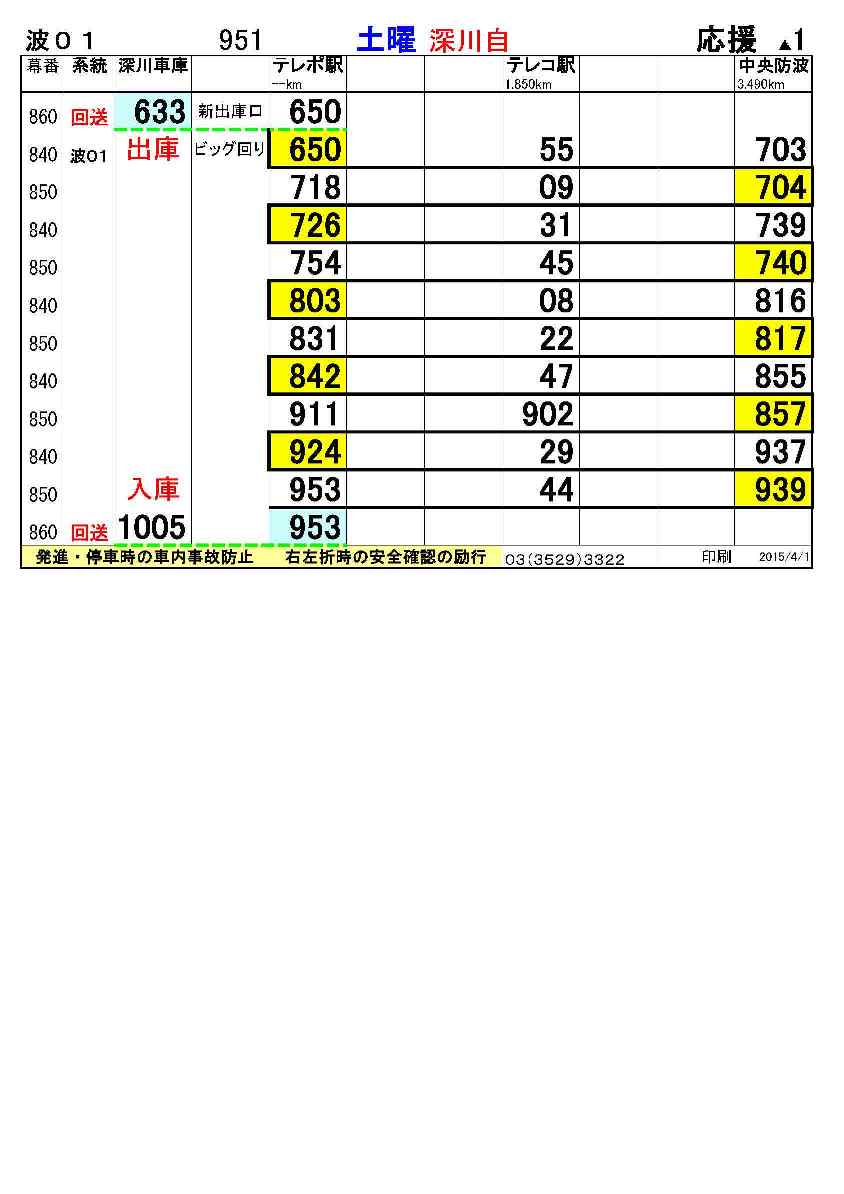 波01 951 土曜 深川自 応援 ▲1
幕番 系統 深川車庫 テレポ駅 テレコ駅 中央防波
--km 1.850km 3.490km
860 回送 633 新出庫口 650
840 波01 出庫 ビッグ回り 650 55 703
850 718 09 704
840 726 31 739
850 754 45 740
840 803 08 816
850 831 22 817
840 842 47 855
850 911 902 857
840 924 29 937
850 入庫 953 44 939
860 回送 1005 953
発進・停車時の車内事故防止 右左折時の安全確認の励行 03(3529)3322 印刷 2015/4/1